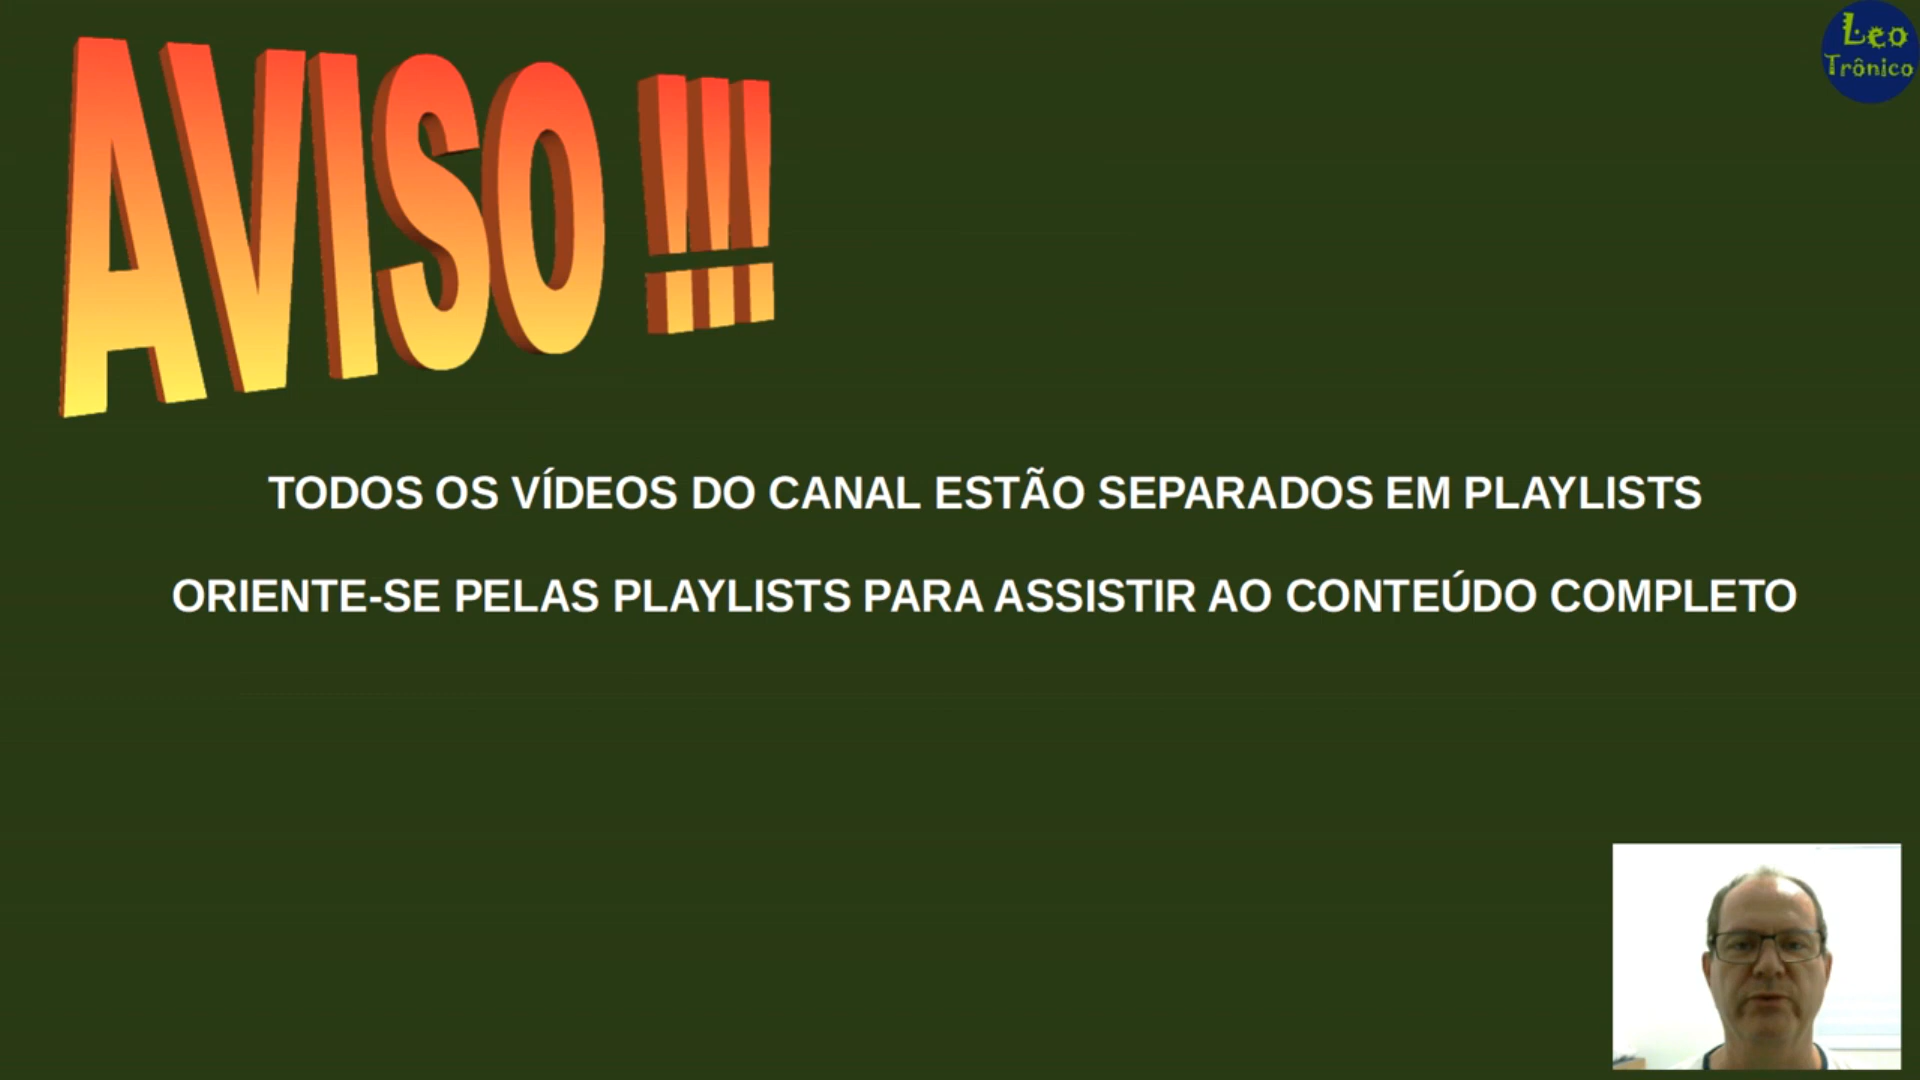 AVISO !!!
Leo
Trônico
TODOS OS VÍDEOS DO CANAL ESTÃO SEPARADOS EM PLAYLISTS
ORIENTE-SE PELAS PLAYLISTS PARA ASSISTIR AO CONTEÚDO COMPLETO